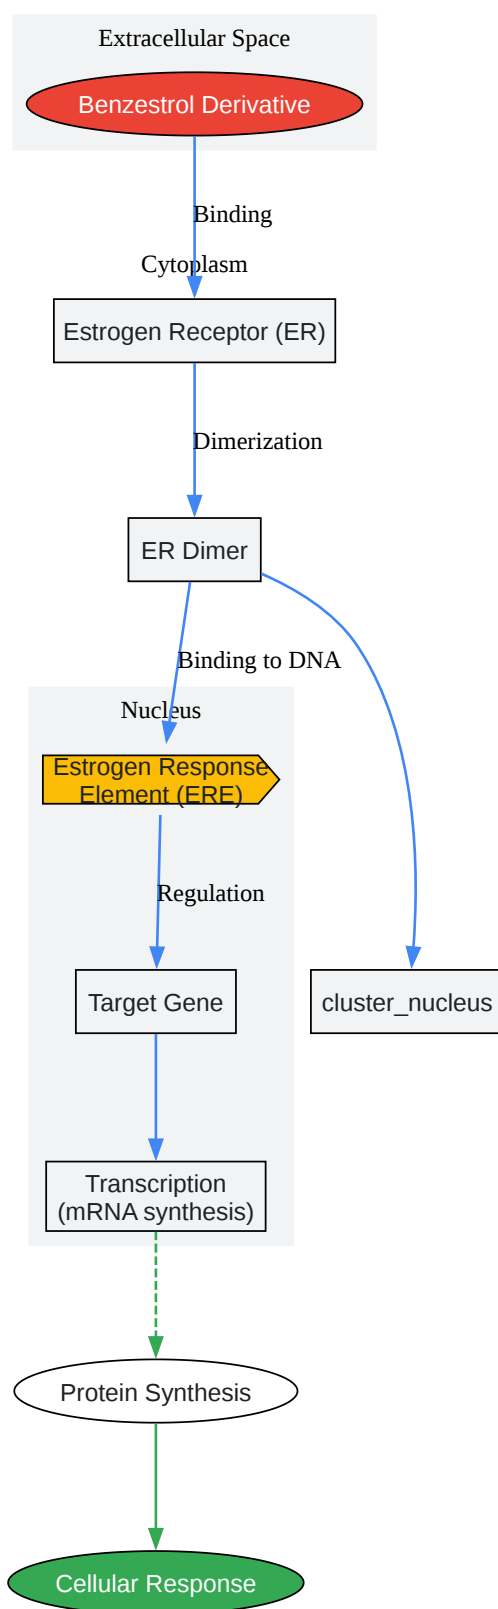 Extracellular Space
Benzestrol Derivative
Binding
Cytoplasm
Estrogen Receptor (ER)
Dimerization
ER Dimer
Binding to DNA
Nucleus
Estrogen Response
Element (ERE)
Regulation
Target Gene
cluster_nucleus
Transcription
(mRNA synthesis)
Protein Synthesis
Cellular Response